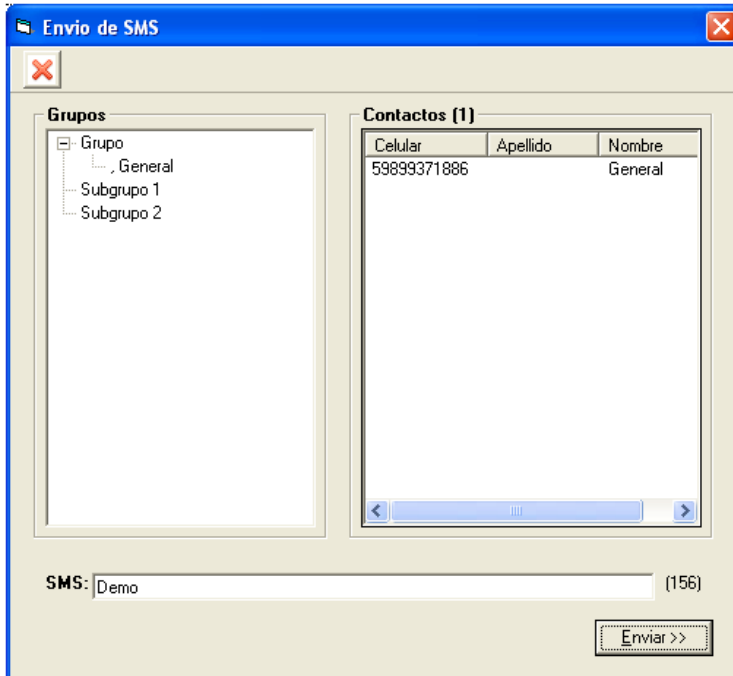 Envio de SMS
Grupos
Grupo
, General
Subgrupo 1
Subgrupo 2
Contactos (1)
Celular Apellido Nombre
59899371886 General
SMS: Demo (156)
Enviar >>